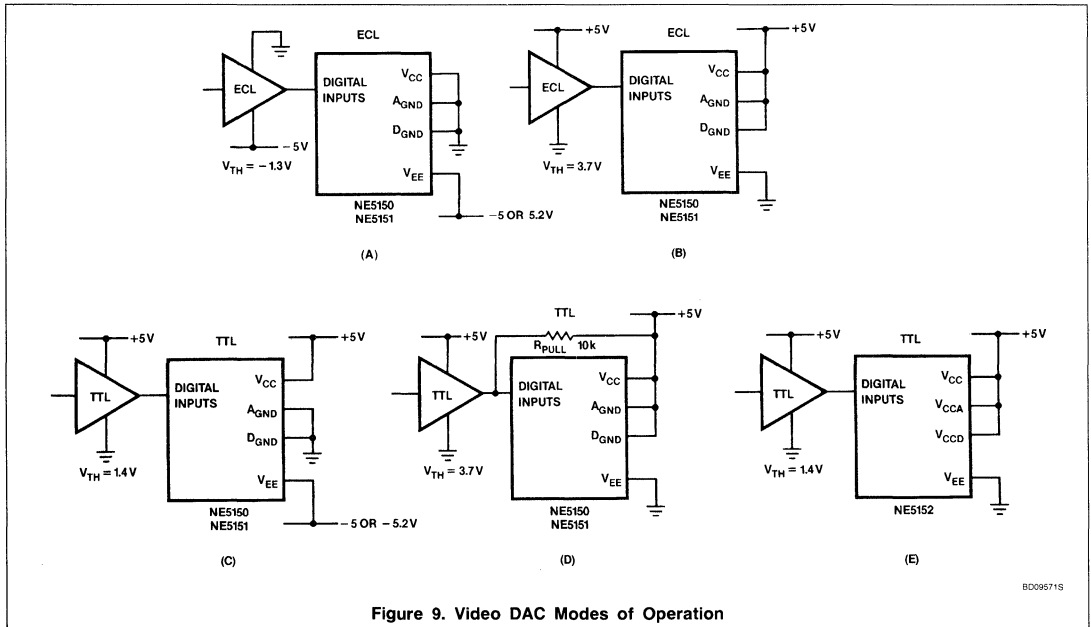 ECL
ECL
−5V
V_TH = −1.3V
DIGITAL
INPUTS
V_CC
A_GND
D_GND
V_EE
NE5150
NE5151
−5 OR 5.2V
(A)
+5V
ECL
+5V
ECL
V_TH = 3.7V
DIGITAL
INPUTS
V_CC
A_GND
D_GND
V_EE
NE5150
NE5151
(B)
+5V
TTL
+5V
TTL
V_TH = 1.4V
DIGITAL
INPUTS
V_CC
A_GND
D_GND
V_EE
NE5150
NE5151
−5 OR −5.2V
(C)
+5V
TTL
+5V
R_PULL 10k
TTL
V_TH = 3.7V
DIGITAL
INPUTS
V_CC
A_GND
D_GND
V_EE
NE5150
NE5151
(D)
+5V
TTL
+5V
TTL
V_TH = 1.4V
DIGITAL
INPUTS
V_CC
V_CCA
V_CCD
V_EE
NE5152
(E)
BD09571S
Figure 9. Video DAC Modes of Operation